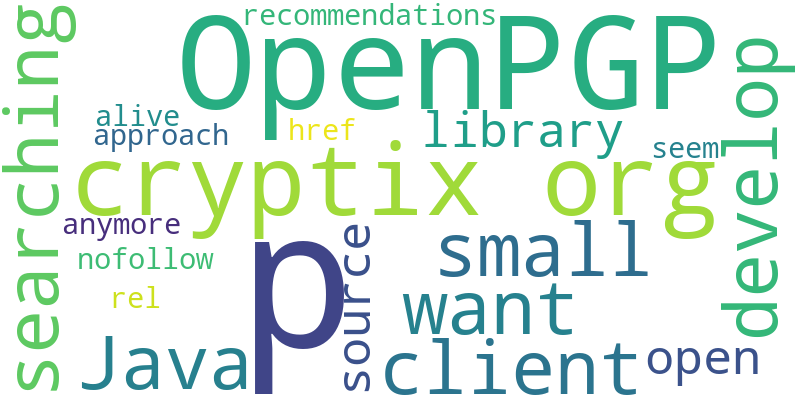 recommendations
OpenPGP
searching
develop
alive
approach
href
library
seem
cryptix org
anymore
nofollow
rel
p
source
small
want
Java
client
open